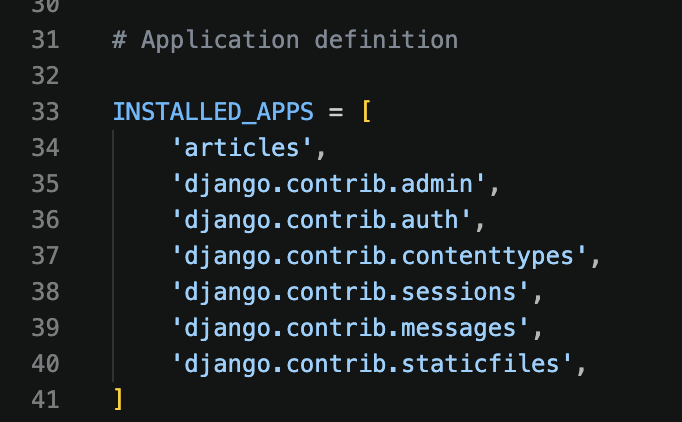 30
31 # Application definition
32
33 INSTALLED_APPS = [
34     'articles',
35     'django.contrib.admin',
36     'django.contrib.auth',
37     'django.contrib.contenttypes',
38     'django.contrib.sessions',
39     'django.contrib.messages',
40     'django.contrib.staticfiles',
41 ]